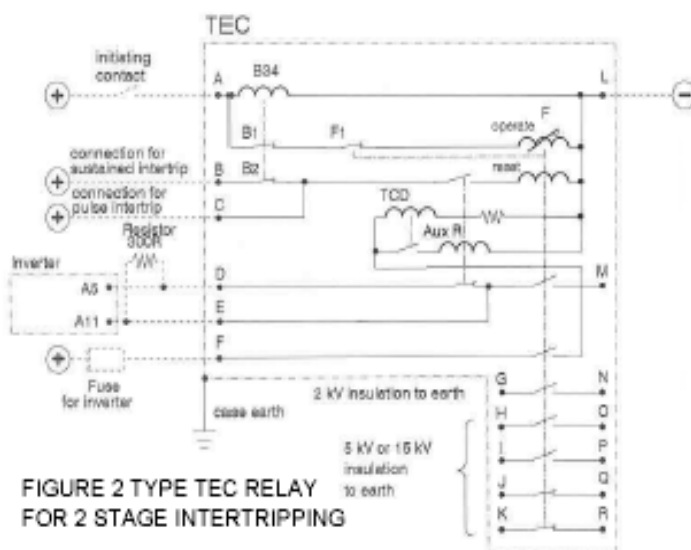 TEC
initiating
contact
A
B34
L
B1
F1
operate
F
connection for
sustained intertrip
B
B2
reset
connection for
pulse intertrip
C
TCD
Resistor
300R
Aux R
Inverter
A5
D
M
A11
E
F
Fuse
for inverter
case earth
2 kV insulation to earth
G
N
H
O
5 kV or 15 kV
insulation
to earth
I
P
J
Q
K
R
FIGURE 2 TYPE TEC RELAY
FOR 2 STAGE INTERTRIPPING